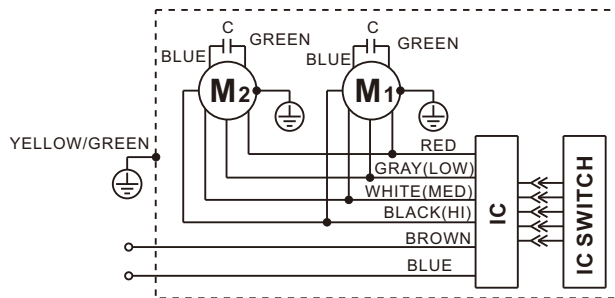 C
C
BLUE
GREEN
BLUE
GREEN
M2
M1
YELLOW/GREEN
RED
GRAY(LOW)
WHITE(MED)
BLACK(HI)
BROWN
BLUE
IC
IC SWITCH